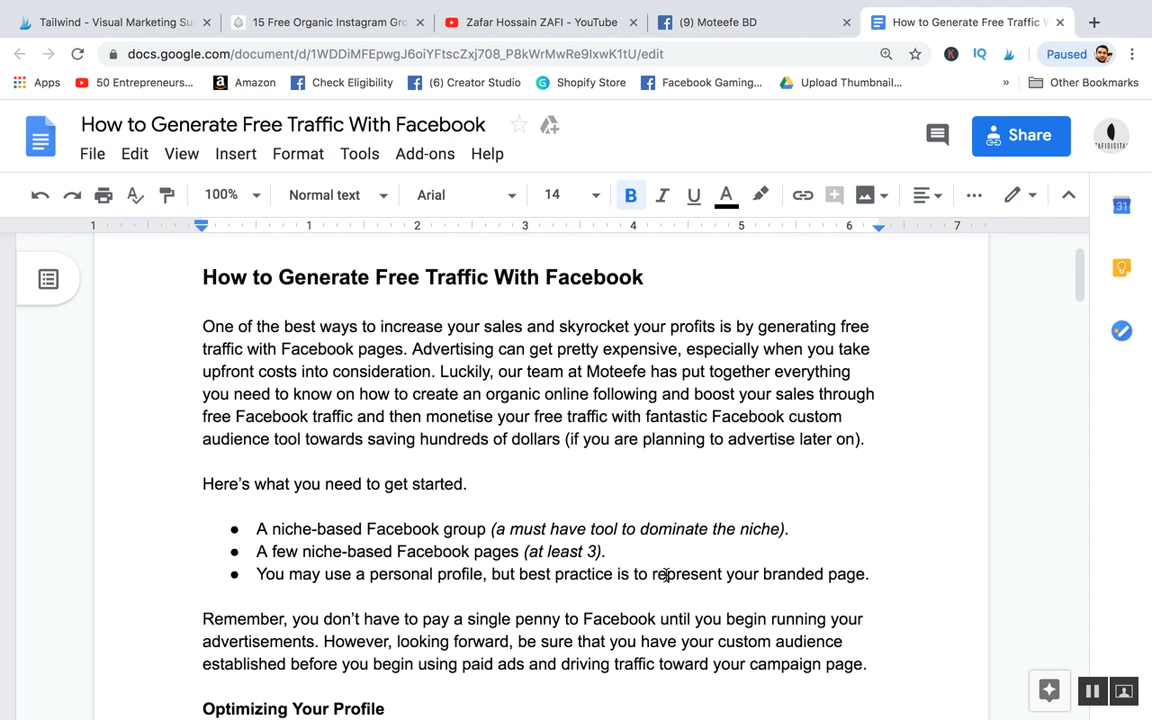 Tailwind - Visual Marketing Su
15 Free Organic Instagram Gro
Zafar Hossain ZAFI - YouTube
(9) Moteefe BD
How to Generate Free Traffic W
docs.google.com/document/d/1WDDiMFEpwgJ6oiYFtscZxj708_P8kWrMwRe9IxwK1tU/edit
K
IQ
Paused
Apps
50 Entrepreneurs...
Amazon
Check Eligibility
(6) Creator Studio
Shopify Store
Facebook Gaming...
Upload Thumbnail...
»
Other Bookmarks
How to Generate Free Traffic With Facebook
Share
File Edit View Insert Format Tools Add-ons Help
100% Normal text Arial 14 B I U A
1 1 2 3 4 5 6 7
31
How to Generate Free Traffic With Facebook
One of the best ways to increase your sales and skyrocket your profits is by generating free
traffic with Facebook pages. Advertising can get pretty expensive, especially when you take
upfront costs into consideration. Luckily, our team at Moteefe has put together everything
you need to know on how to create an organic online following and boost your sales through
free Facebook traffic and then monetise your free traffic with fantastic Facebook custom
audience tool towards saving hundreds of dollars (if you are planning to advertise later on).
Here's what you need to get started.
● A niche-based Facebook group (a must have tool to dominate the niche).
● A few niche-based Facebook pages (at least 3).
● You may use a personal profile, but best practice is to represent your branded page.
Remember, you don't have to pay a single penny to Facebook until you begin running your
advertisements. However, looking forward, be sure that you have your custom audience
established before you begin using paid ads and driving traffic toward your campaign page.
Optimizing Your Profile